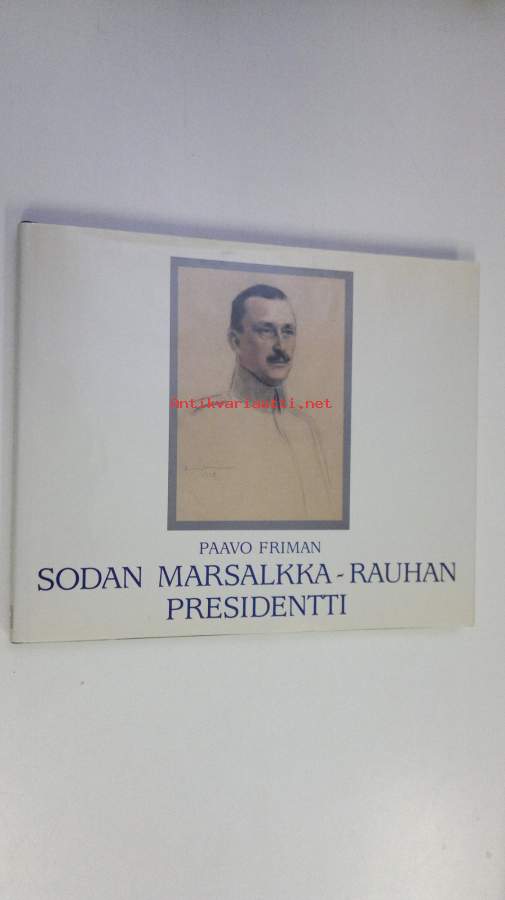 Antikvariaatti.net
PAAVO FRIMAN
SODAN MARSALKKA - RAUHAN
PRESIDENTTI